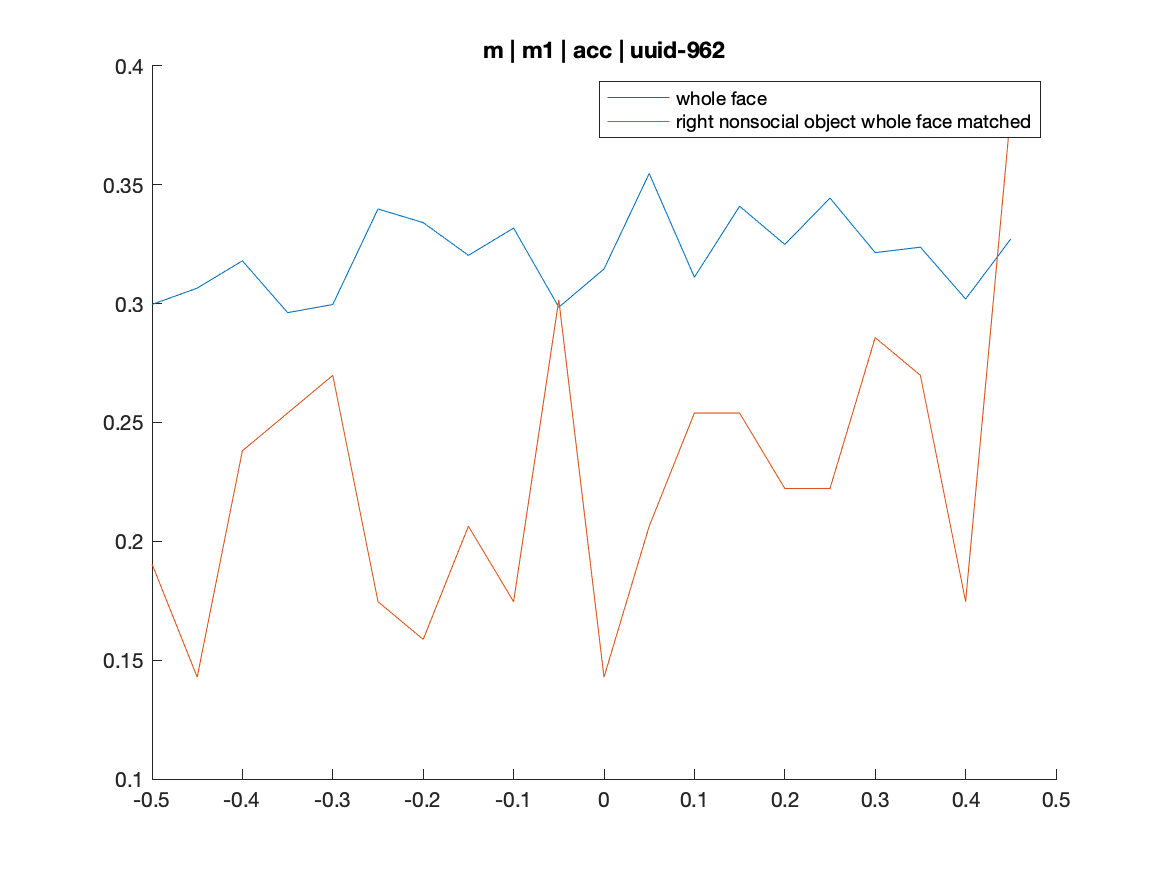 m | m1 | acc | uuid-962
whole face
right nonsocial object whole face matched
0.4
0.35
0.3
0.25
0.2
0.15
0.1
-0.5 -0.4 -0.3 -0.2 -0.1 0 0.1 0.2 0.3 0.4 0.5